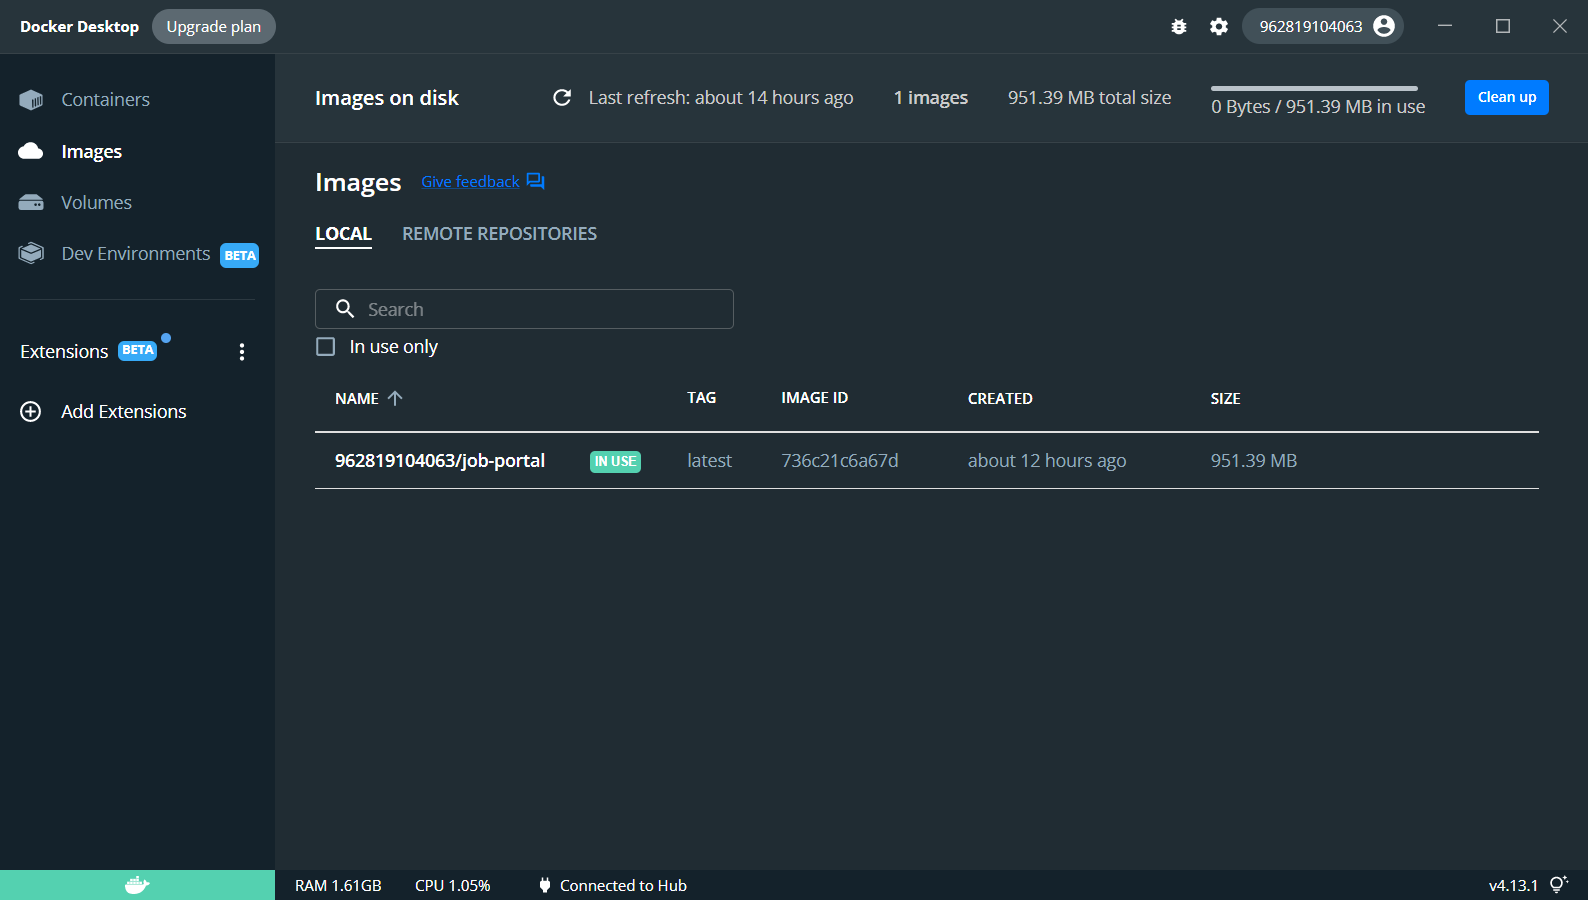 Docker Desktop Upgrade plan 962819104063
Containers
Images
Volumes
Dev Environments BETA
Extensions BETA
Add Extensions
Images on disk Last refresh: about 14 hours ago 1 images 951.39 MB total size 0 Bytes / 951.39 MB in use Clean up
Images Give feedback
LOCAL REMOTE REPOSITORIES
Search
In use only
NAME TAG IMAGE ID CREATED SIZE
962819104063/job-portal IN USE latest 736c21c6a67d about 12 hours ago 951.39 MB
RAM 1.61GB CPU 1.05% Connected to Hub v4.13.1